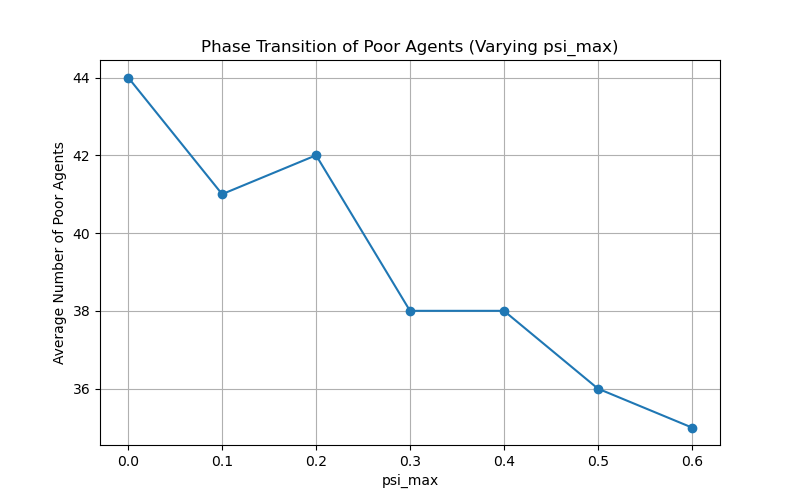 Phase Transition of Poor Agents (Varying psi_max)
Average Number of Poor Agents
44
42
40
38
36
0.0 0.1 0.2 0.3 0.4 0.5 0.6
psi_max